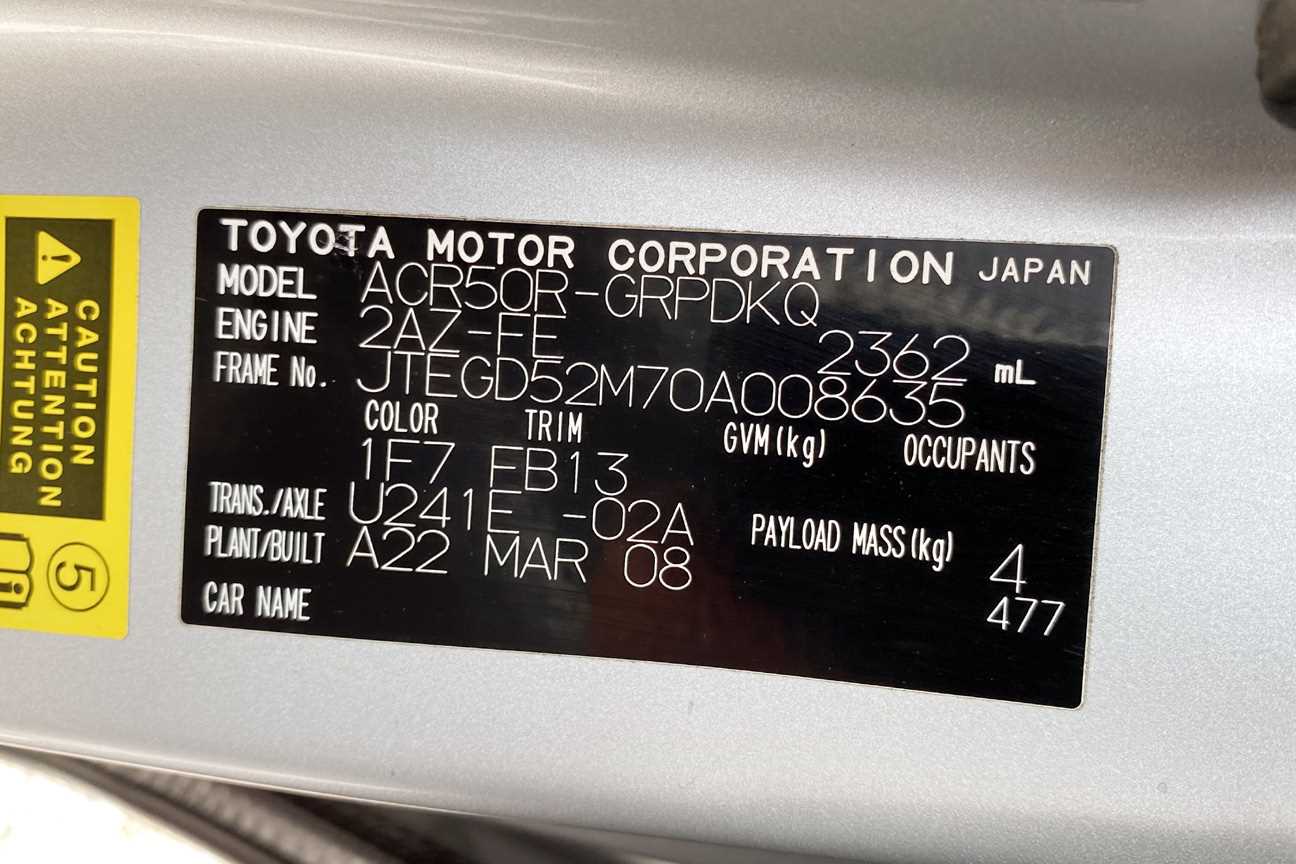 TOYOTA MOTOR CORPORATION JAPAN
MODEL ACR50R-GRPDKQ
ENGINE 2AZ-FE 2362 mL
FRAME No. JTEGD52M70A008635
COLOR TRIM GVM(kg) OCCUPANTS
1F7 FB13 4
TRANS./AXLE U241E -02A PAYLOAD MASS(kg)
PLANT/BUILT A22 MAR 08 477
CAR NAME
CAUTION
ATTENTION
ACHTUNG
5